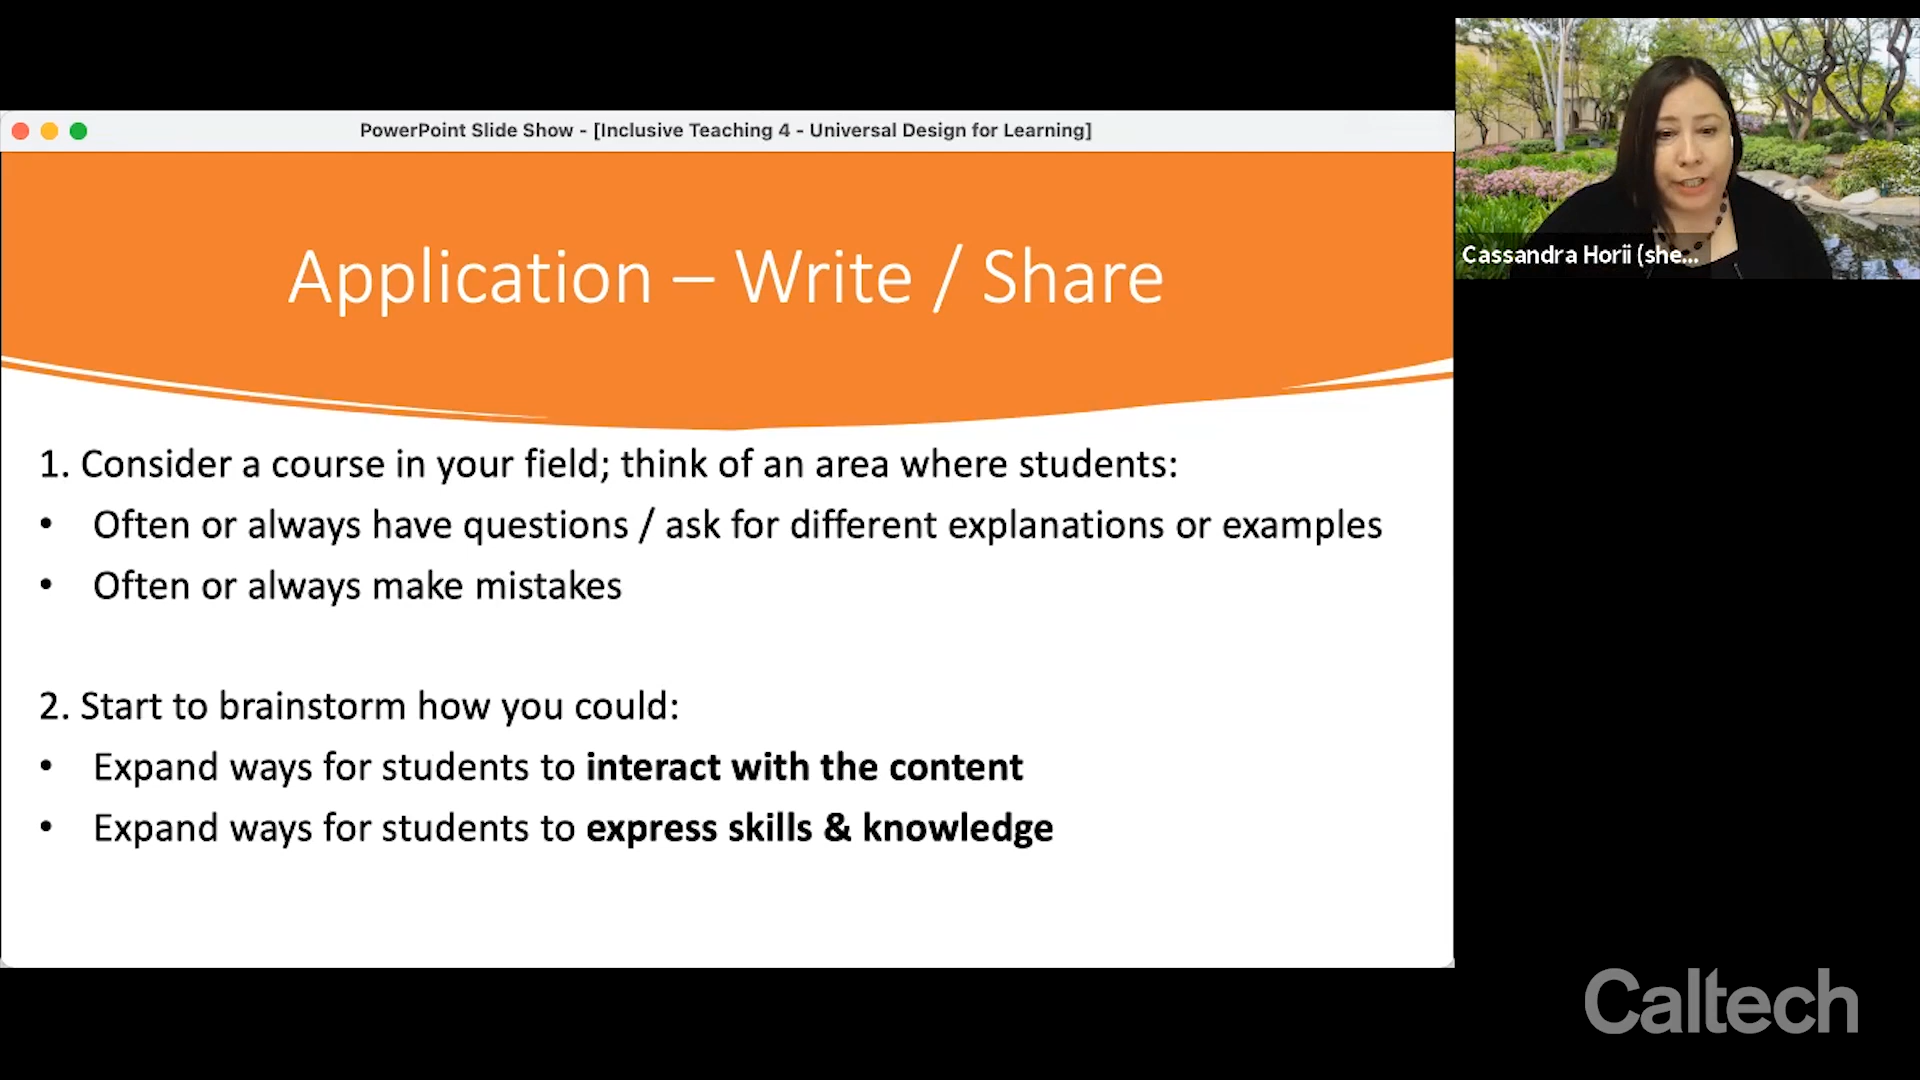 PowerPoint Slide Show - [Inclusive Teaching 4 - Universal Design for Learning]
Cassandra Horii (she...
Application – Write / Share
1. Consider a course in your field; think of an area where students:
• Often or always have questions / ask for different explanations or examples
• Often or always make mistakes
2. Start to brainstorm how you could:
• Expand ways for students to interact with the content
• Expand ways for students to express skills & knowledge
Caltech